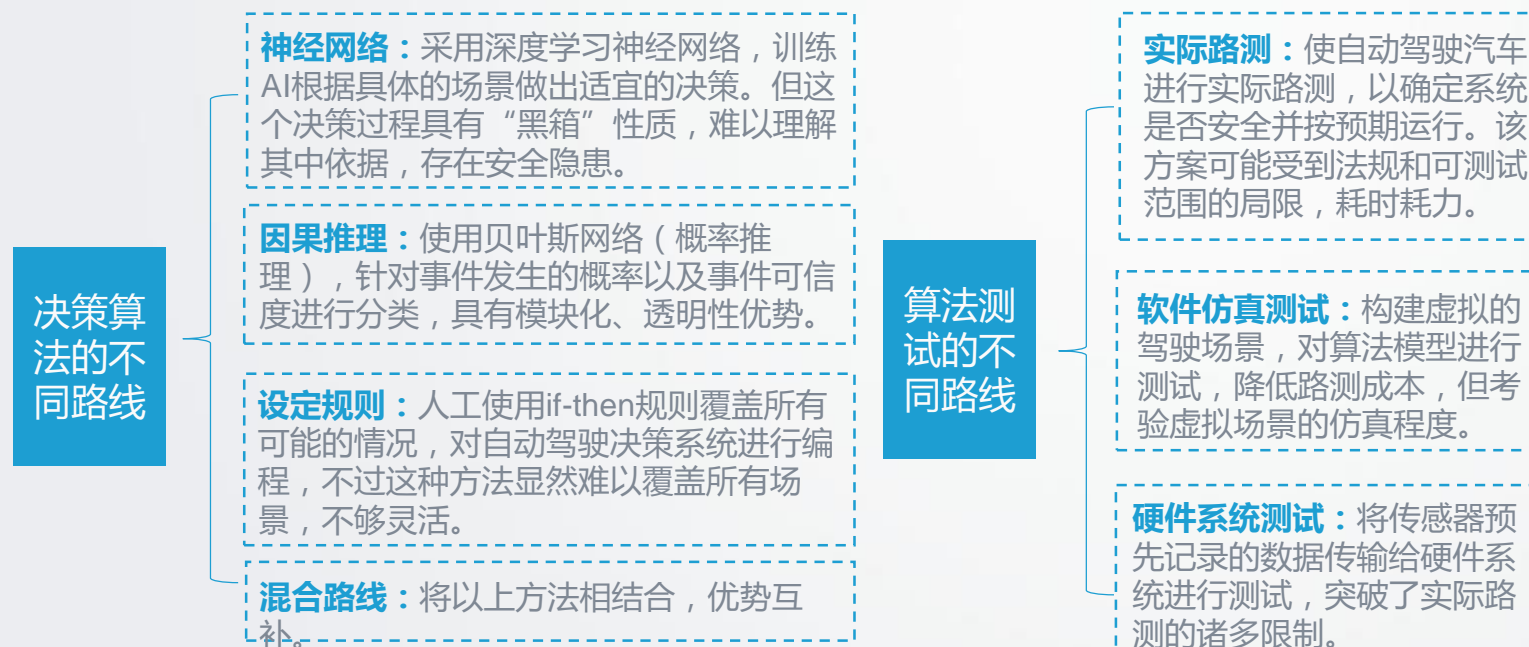 决策算
法的不
同路线
神经网络：采用深度学习神经网络，训练
AI根据具体的场景做出适宜的决策。但这
个决策过程具有“黑箱”性质，难以理解
其中依据，存在安全隐患。
因果推理：使用贝叶斯网络（概率推
理），针对事件发生的概率以及事件可信
度进行分类，具有模块化、透明性优势。
设定规则：人工使用if-then规则覆盖所有
可能的情况，对自动驾驶决策系统进行编
程，不过这种方法显然难以覆盖所有场
景，不够灵活。
混合路线：将以上方法相结合，优势互
补。
算法测
试的不
同路线
实际路测：使自动驾驶汽车
进行实际路测，以确定系统
是否安全并按预期运行。该
方案可能受到法规和可测试
范围的局限，耗时耗力。
软件仿真测试：构建虚拟的
驾驶场景，对算法模型进行
测试，降低路测成本，但考
验虚拟场景的仿真程度。
硬件系统测试：将传感器预
先记录的数据传输给硬件系
统进行测试，突破了实际路
测的诸多限制。